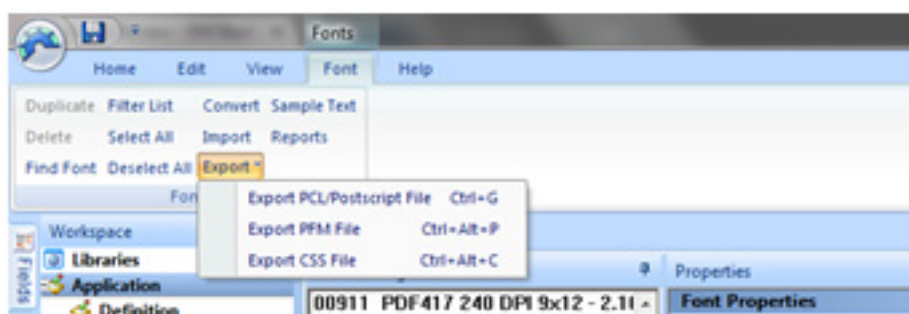 Fonts
Home Edit View Font Help
Duplicate Filter List Convert Sample Text
Delete Select All Import Reports
Find Font Deselect All Export
Fon
Export PCL/Postscript File Ctrl+G
Export PFM File Ctrl+Alt+P
Export CSS File Ctrl+Alt+C
Workspace
Fields
Libraries
Properties
Application
00911 PDF417 240 DPI 9x12 - 2.1
Font Properties
Definition